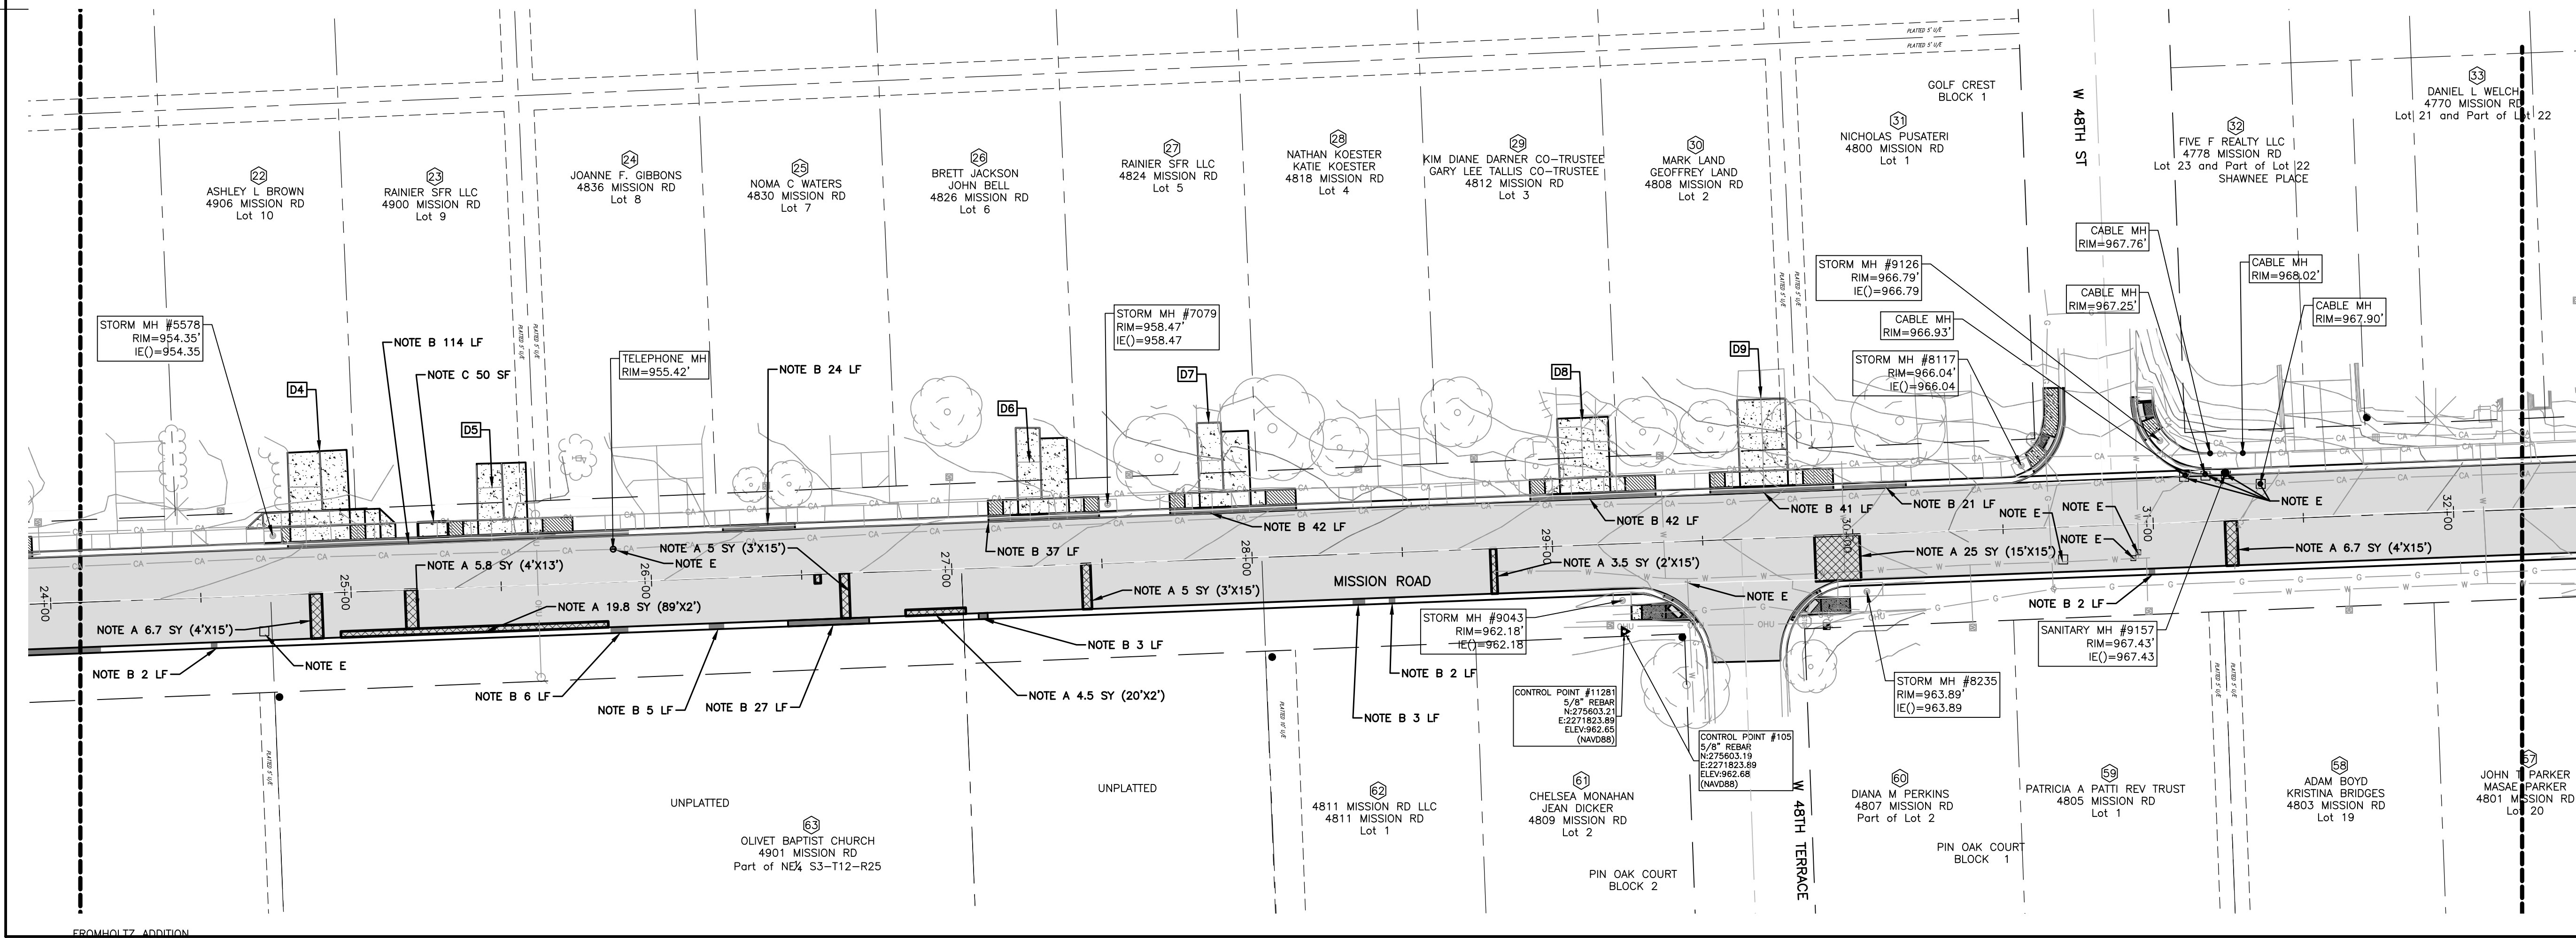 PLATTED 5' U/E
PLATTED 5' U/E
GOLF CREST
BLOCK 1
W 48TH ST
22
ASHLEY L BROWN
4906 MISSION RD
Lot 10
23
RAINIER SFR LLC
4900 MISSION RD
Lot 9
24
JOANNE F. GIBBONS
4836 MISSION RD
Lot 8
25
NOMA C WATERS
4830 MISSION RD
Lot 7
26
BRETT JACKSON
JOHN BELL
4826 MISSION RD
Lot 6
27
RAINIER SFR LLC
4824 MISSION RD
Lot 5
28
NATHAN KOESTER
KATIE KOESTER
4818 MISSION RD
Lot 4
29
KIM DIANE DARNER CO-TRUSTEE
GARY LEE TALLIS CO-TRUSTEE
4812 MISSION RD
Lot 3
30
MARK LAND
GEOFFREY LAND
4808 MISSION RD
Lot 2
31
NICHOLAS PUSATERI
4800 MISSION RD
Lot 1
32
FIVE F REALTY LLC
4778 MISSION RD
Lot 23 and Part of Lot 22
SHAWNEE PLACE
33
DANIEL L WELCH
4770 MISSION RD
Lot 21 and Part of Lot 22
PLATTED 5' U/E
PLATTED 5' U/E
PLATTED 5' U/E
PLATTED 5' U/E
STORM MH #5578
RIM=954.35'
IE()=954.35
NOTE B 114 LF
NOTE C 50 SF
D4
D5
TELEPHONE MH
RIM=955.42'
NOTE B 24 LF
D6
STORM MH #7079
RIM=958.47'
IE()=958.47
D7
D8
D9
STORM MH #9126
RIM=966.79'
IE()=966.79
CABLE MH
RIM=966.93'
STORM MH #8117
RIM=966.04'
IE()=966.04
CABLE MH
RIM=967.76'
CABLE MH
RIM=967.25'
CABLE MH
RIM=968.02'
CABLE MH
RIM=967.90'
NOTE B 37 LF
NOTE B 42 LF
NOTE B 42 LF
NOTE B 41 LF
NOTE B 21 LF
NOTE E
NOTE E
NOTE E
NOTE E
24+00
25+00
26+00
27+00
28+00
29+00
30+00
31+00
32+00
NOTE A 5 SY (3'X15')
NOTE E
NOTE A 5.8 SY (4'X13')
NOTE A 19.8 SY (89'X2')
NOTE A 6.7 SY (4'X15')
NOTE A 5 SY (3'X15')
MISSION ROAD
NOTE A 3.5 SY (2'X15')
NOTE A 25 SY (15'X15')
NOTE A 6.7 SY (4'X15')
NOTE E
NOTE B 2 LF
NOTE E
NOTE B 2 LF
NOTE B 6 LF
NOTE B 5 LF
NOTE B 27 LF
NOTE B 3 LF
NOTE A 4.5 SY (20'X2')
NOTE B 2 LF
NOTE B 3 LF
STORM MH #9043
RIM=962.18'
IE()=962.18
SANITARY MH #9157
RIM=967.43'
IE()=967.43
STORM MH #8235
RIM=963.89'
IE()=963.89
CONTROL POINT #11281
5/8" REBAR
N:275603.21
E:2271823.89
ELEV:962.65
(NAVD88)
CONTROL POINT #105
5/8" REBAR
N:275603.19
E:2271823.89
ELEV:962.68
(NAVD88)
PLATTED 5' U/E
PLATTED 10' U/E
PLATTED 5' U/E
PLATTED 5' U/E
UNPLATTED
UNPLATTED
63
OLIVET BAPTIST CHURCH
4901 MISSION RD
Part of NE¼ S3-T12-R25
62
4811 MISSION RD LLC
4811 MISSION RD
Lot 1
61
CHELSEA MONAHAN
JEAN DICKER
4809 MISSION RD
Lot 2
PIN OAK COURT
BLOCK 2
W 48TH TERRACE
60
DIANA M PERKINS
4807 MISSION RD
Part of Lot 2
59
PATRICIA A PATTI REV TRUST
4805 MISSION RD
Lot 1
PIN OAK COURT
BLOCK 1
58
ADAM BOYD
KRISTINA BRIDGES
4803 MISSION RD
Lot 19
57
JOHN T PARKER
MASAE PARKER
4801 MISSION RD
Lot 20
FROMHOLTZ ADDITION